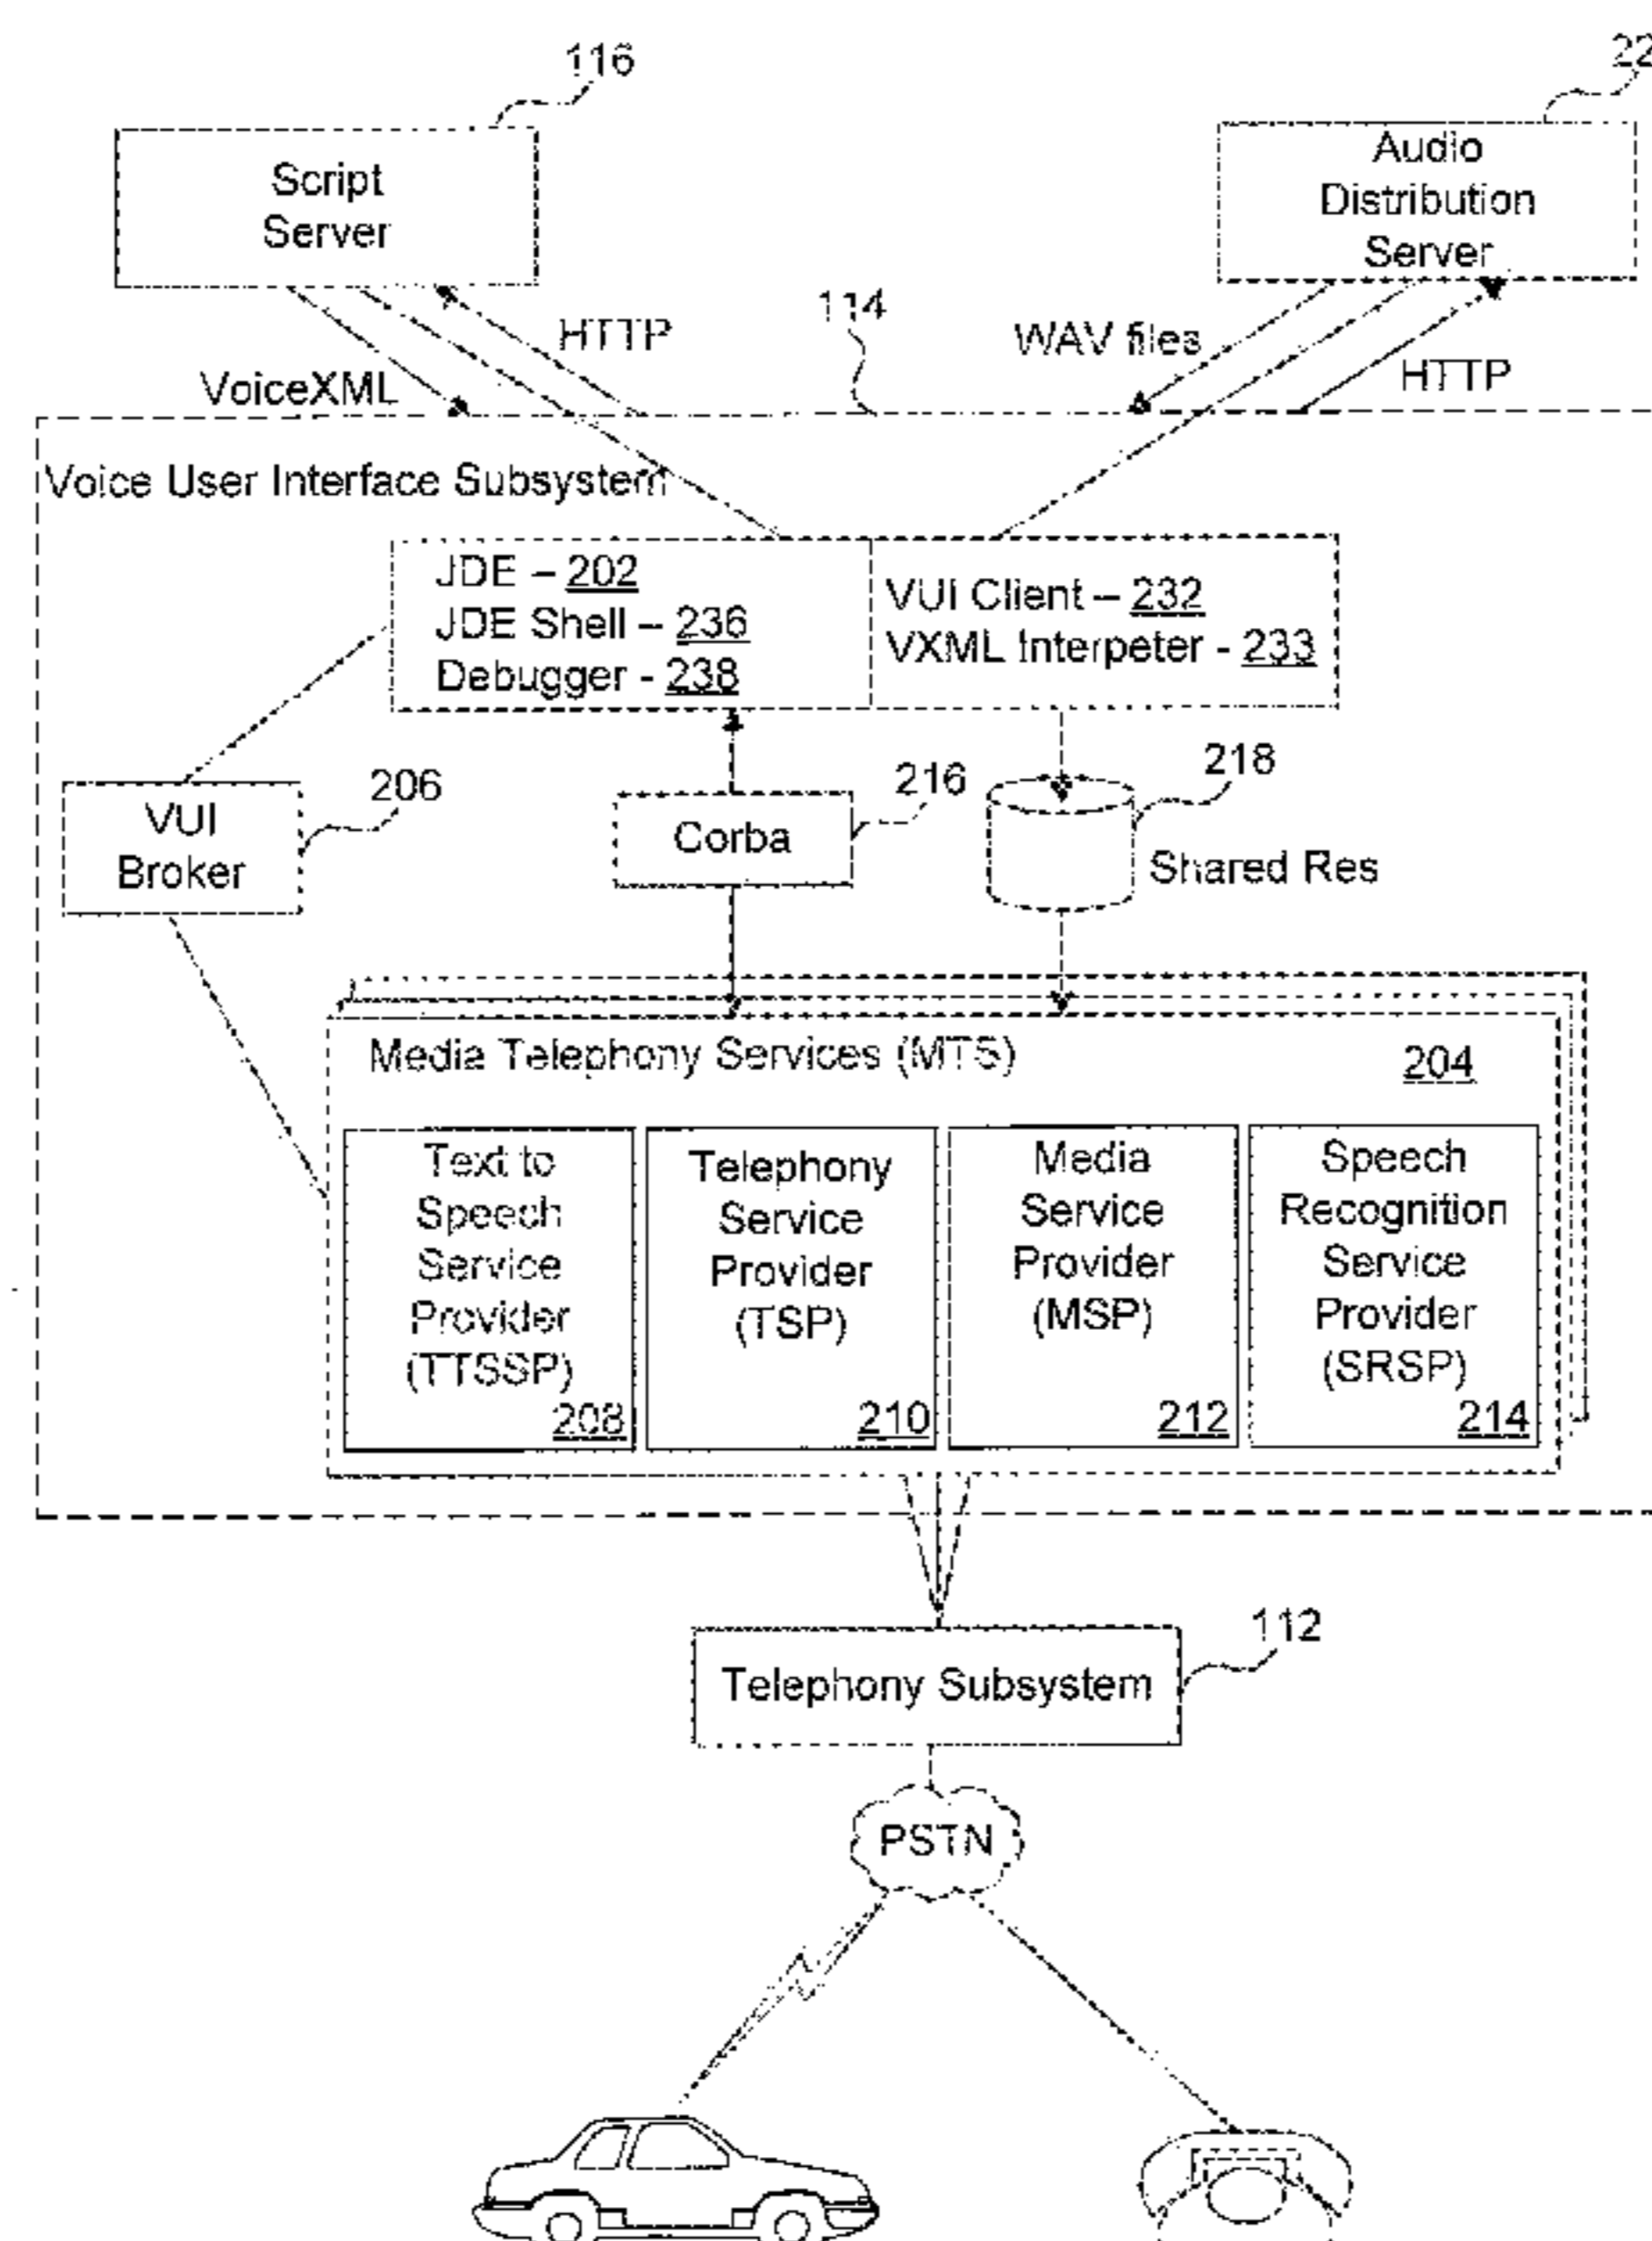 116
22
Script
Server
Audio
Distribution
Server
114
HTTP
WAV files
HTTP
VoiceXML
Voice User Interface Subsystem
JDE – 202
JDE Shell – 236
Debugger - 238
VUI Client – 232
VXML Interpeter - 233
206
216
218
VUI
Broker
Corba
Shared Res
Media Telephony Services (MTS)
204
Text to
Speech
Service
Provider
(TTSSP)
208
Telephony
Service
Provider
(TSP)
210
Media
Service
Provider
(MSP)
212
Speech
Recognition
Service
Provider
(SRSP)
214
112
Telephony Subsystem
PSTN